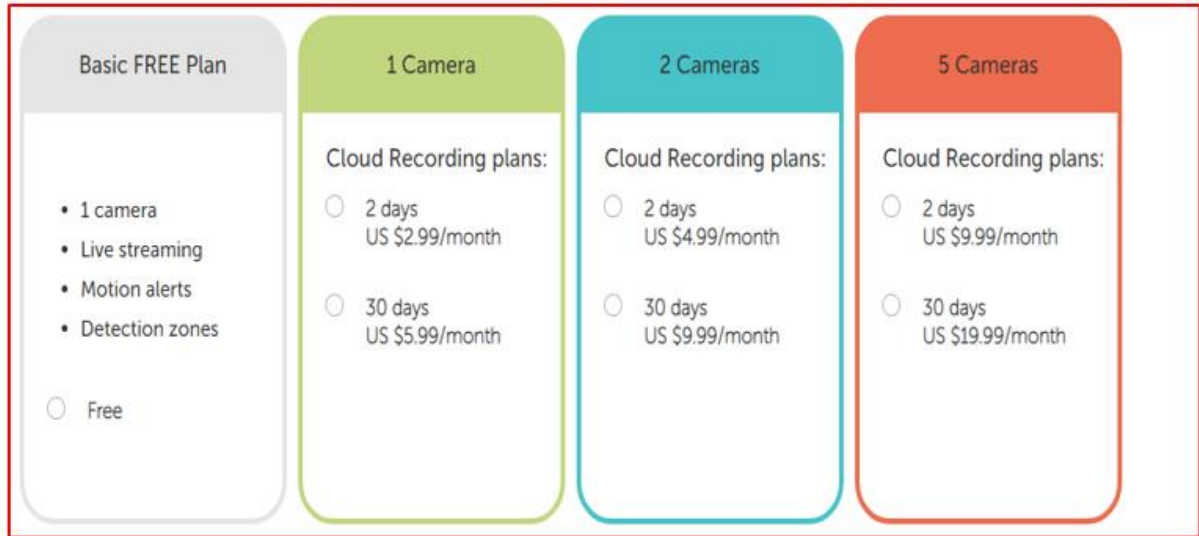 Basic FREE Plan
• 1 camera
• Live streaming
• Motion alerts
• Detection zones
Free
1 Camera
Cloud Recording plans:
2 days
US $2.99/month
30 days
US $5.99/month
2 Cameras
Cloud Recording plans:
2 days
US $4.99/month
30 days
US $9.99/month
5 Cameras
Cloud Recording plans:
2 days
US $9.99/month
30 days
US $19.99/month